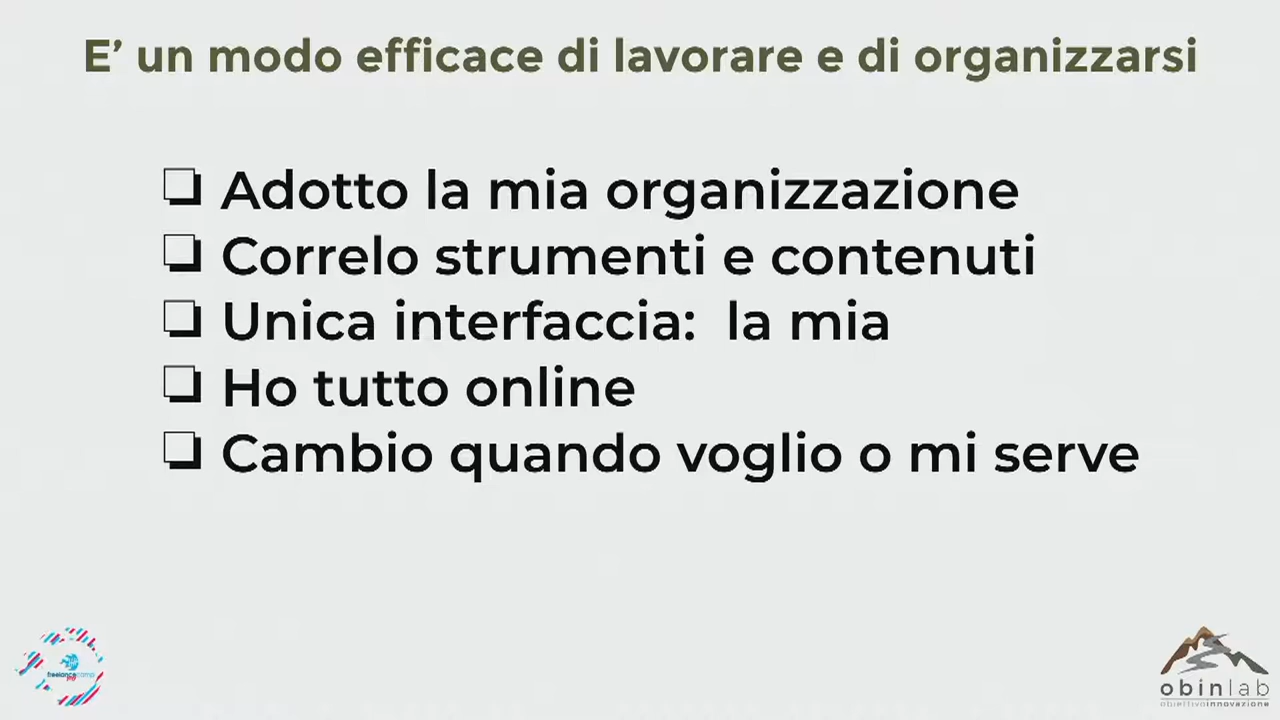 E’ un modo efficace di lavorare e di organizzarsi
❏ Adotto la mia organizzazione
❏ Correlo strumenti e contenuti
❏ Unica interfaccia:  la mia
❏ Ho tutto online
❏ Cambio quando voglio o mi serve
freelancecamp
obinlab
obiettivoinnovazione